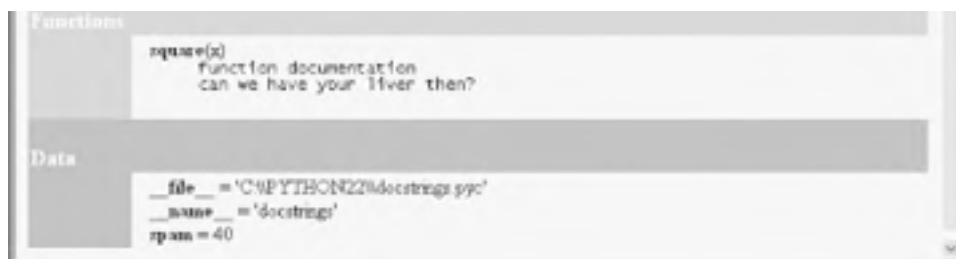 Functions
square(x)
function documentation
can we have your liver then?
Data
__file__ = 'C:\\PYTHON22\\docstrings.pyc'
__name__ = 'docstrings'
spam = 40